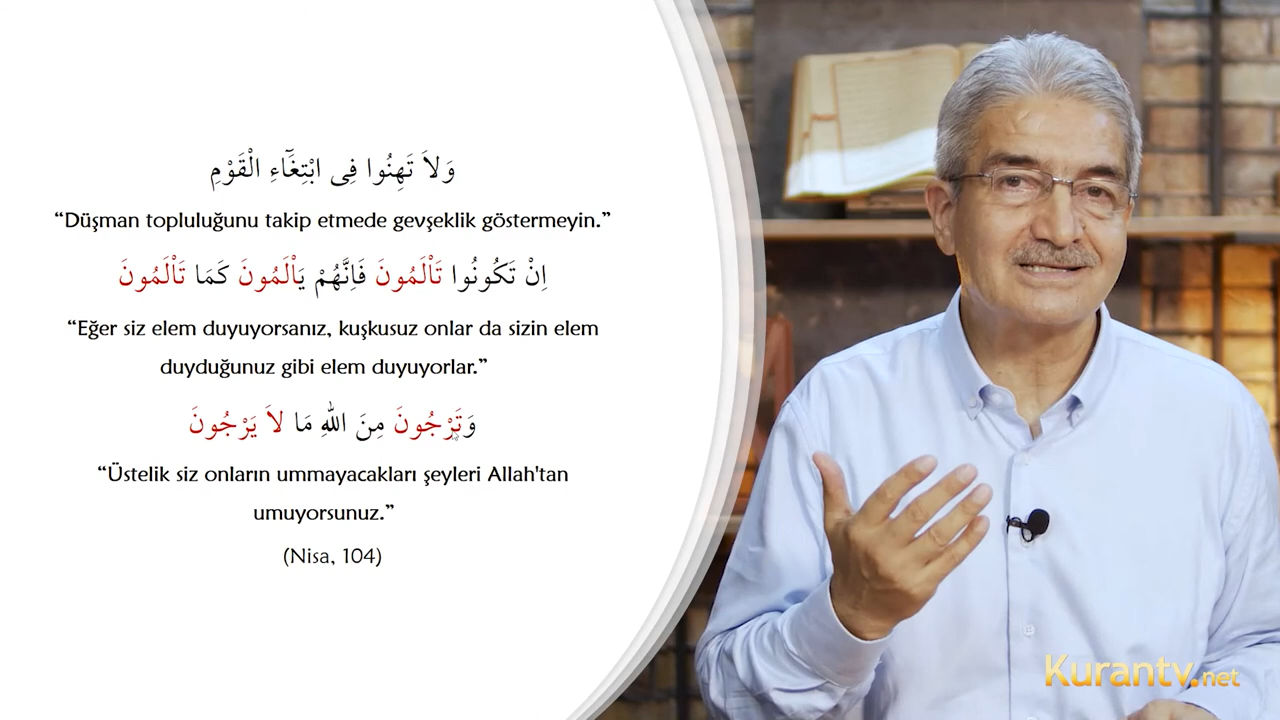 وَلاَ تَهِنُوا فِى ابْتِغَٓاءِ الْقَوْمِ
“Düşman topluluğunu takip etmede gevşeklik göstermeyin.”
اِنْ تَكُونُوا تَاْلَمُونَ فَاِنَّهُمْ يَاْلَمُونَ كَمَا تَاْلَمُونَ
“Eğer siz elem duyuyorsanız, kuşkusuz onlar da sizin elem
duyduğunuz gibi elem duyuyorlar.”
وَتَرْجُونَ مِنَ اللّٰهِ مَا لاَ يَرْجُونَ
“Üstelik siz onların ummayacakları şeyleri Allah'tan
umuyorsunuz.”
(Nisa, 104)
Kurantv.net